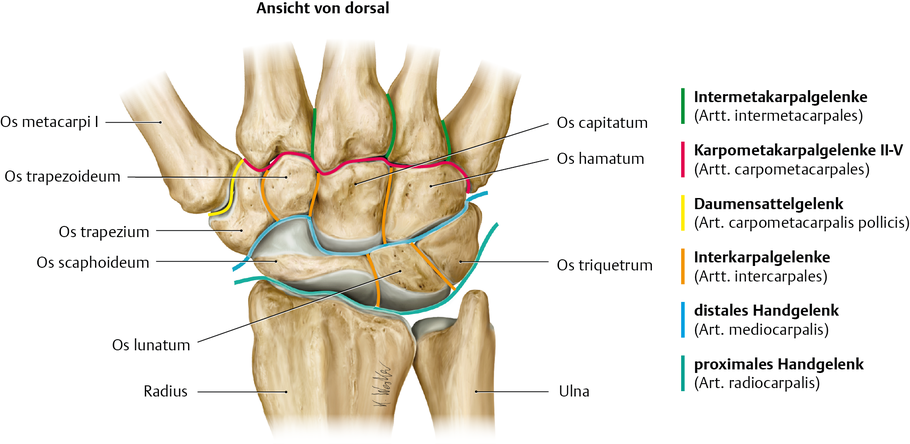 Ansicht von dorsal
Os metacarpi I
Os trapezoideum
Os trapezium
Os scaphoideum
Os lunatum
Radius
Os capitatum
Os hamatum
Os triquetrum
Ulna
Intermetakarpalgelenke
(Artt. intermetacarpales)
Karpometakarpalgelenke II-V
(Artt. carpometacarpales)
Daumensattelgelenk
(Art. carpometacarpalis pollicis)
Interkarpalgelenke
(Artt. intercarpales)
distales Handgelenk
(Art. mediocarpalis)
proximales Handgelenk
(Art. radiocarpalis)